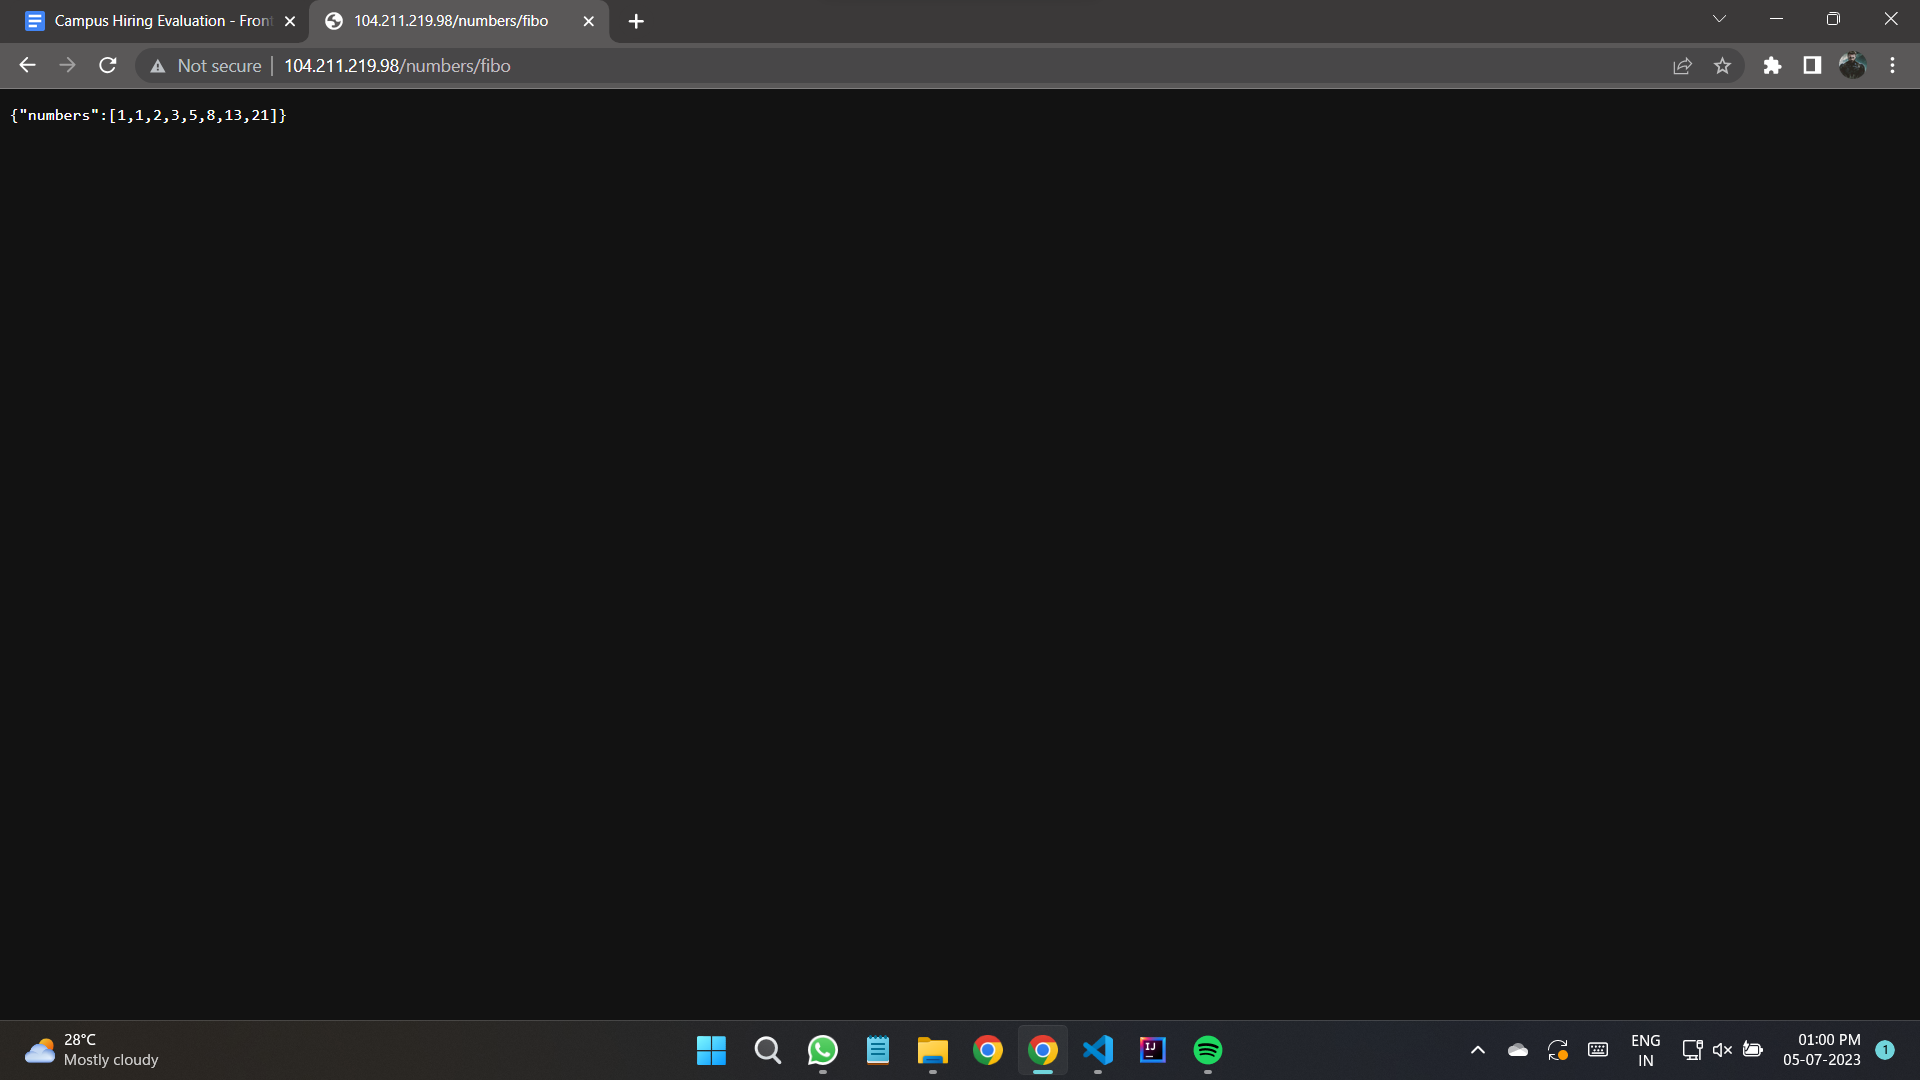 Campus Hiring Evaluation - Front
104.211.219.98/numbers/fibo
Not secure
104.211.219.98/numbers/fibo
{"numbers":[1,1,2,3,5,8,13,21]}
28°C
Mostly cloudy
IJ
ENG
IN
01:00 PM
05-07-2023
1